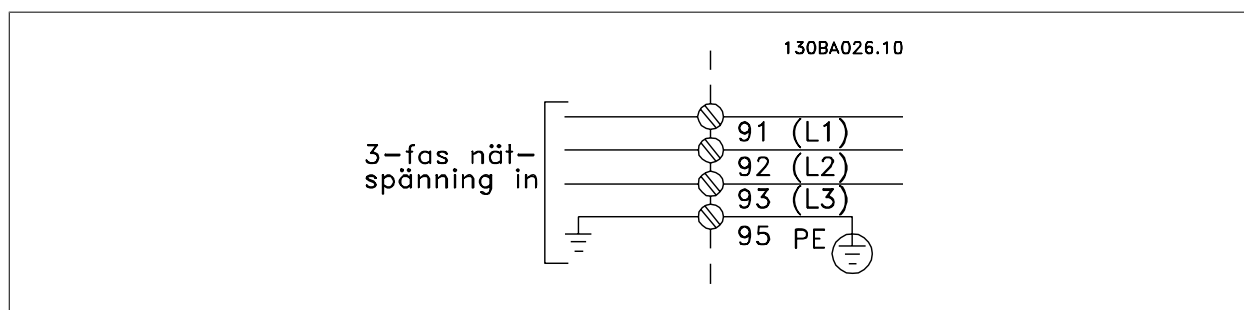 130BA026.10
3-fas nät-
spänning in
91 (L1)
92 (L2)
93 (L3)
95 PE